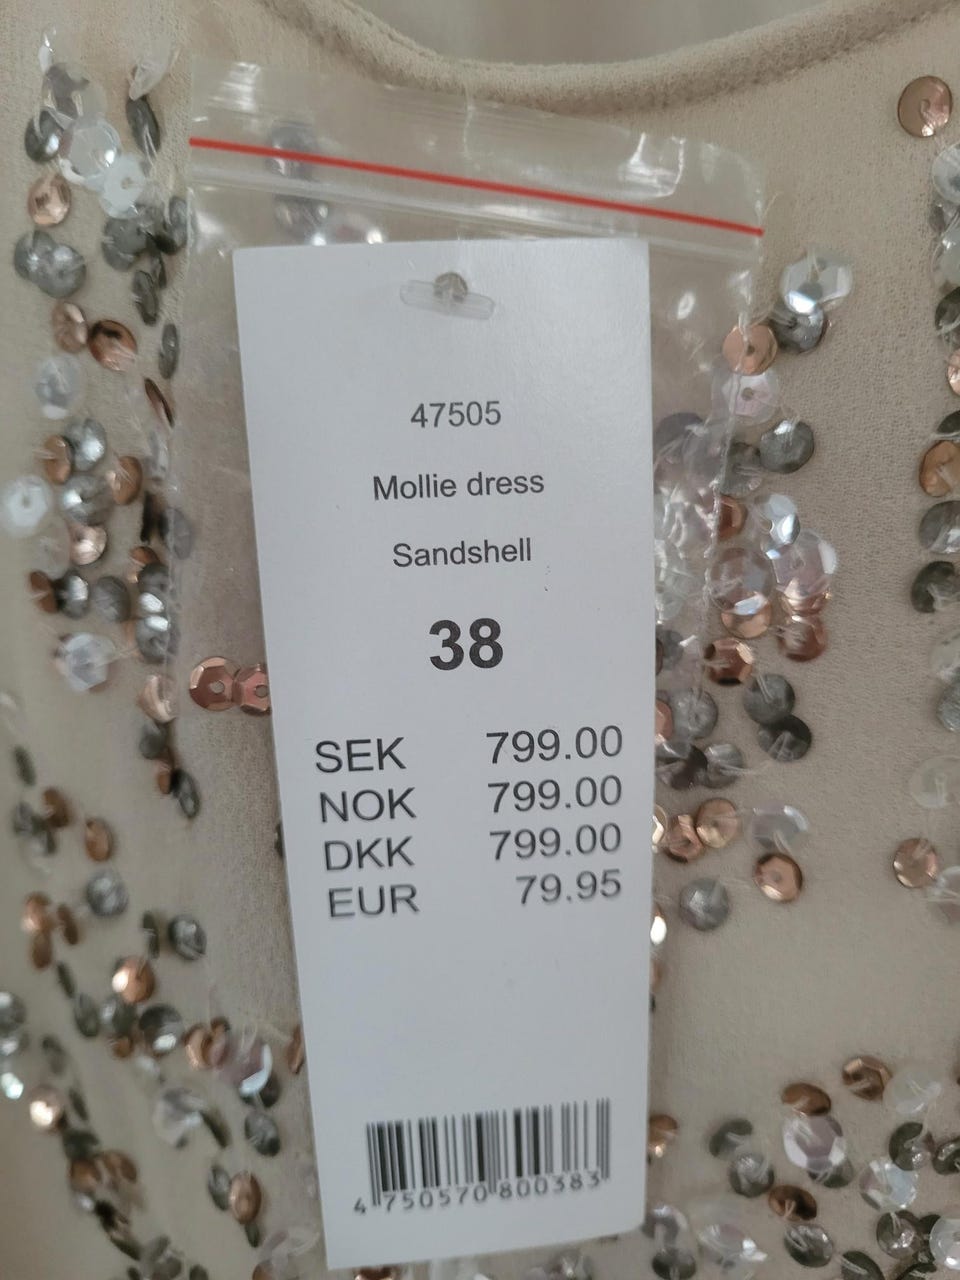 47505
Mollie dress
Sandshell
38
SEK 799.00
NOK 799.00
DKK 799.00
EUR 79.95
4 750570 800383